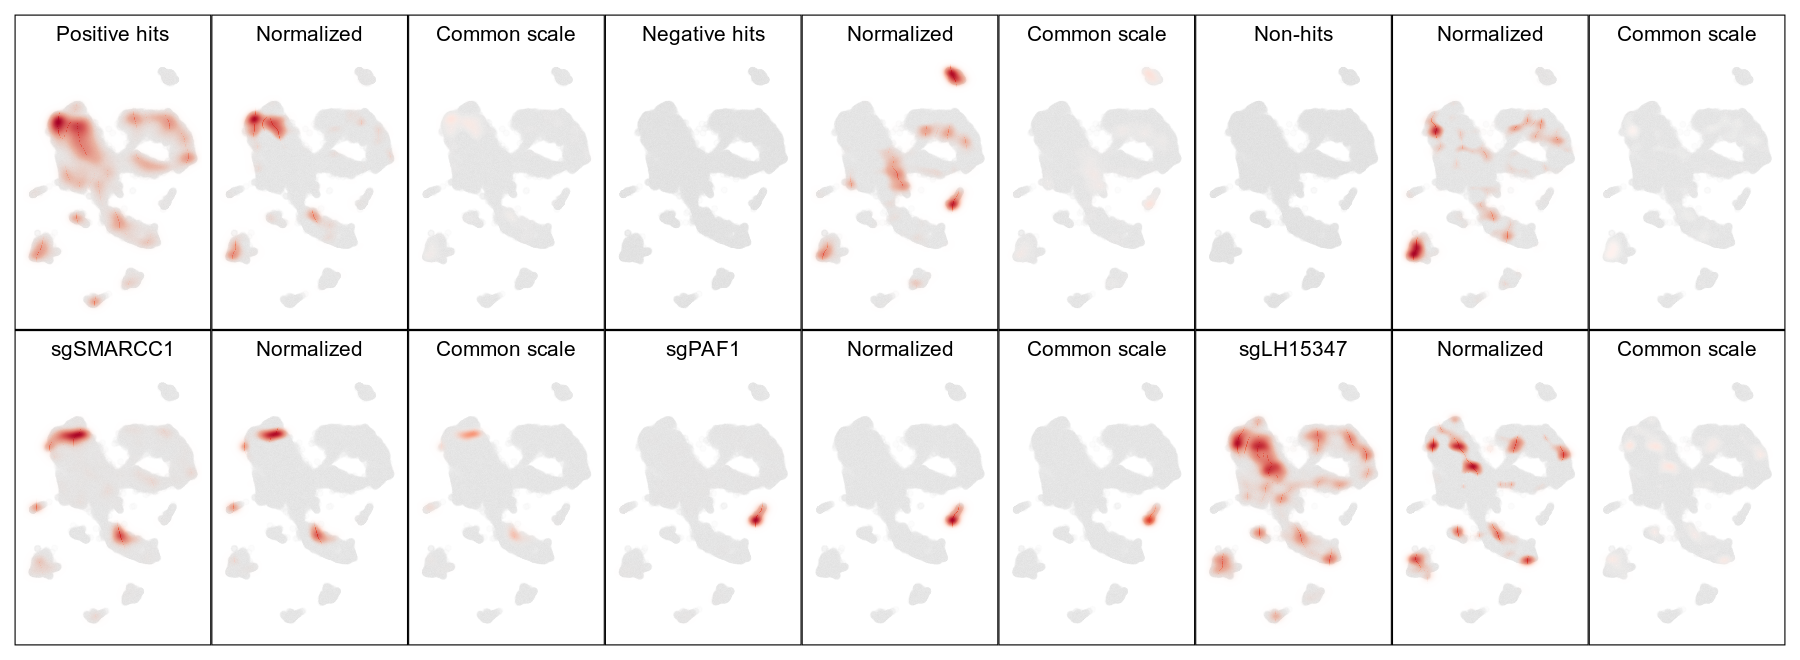 Positive hits
Normalized
Common scale
Negative hits
Normalized
Common scale
Non-hits
Normalized
Common scale
sgSMARCC1
Normalized
Common scale
sgPAF1
Normalized
Common scale
sgLH15347
Normalized
Common scale